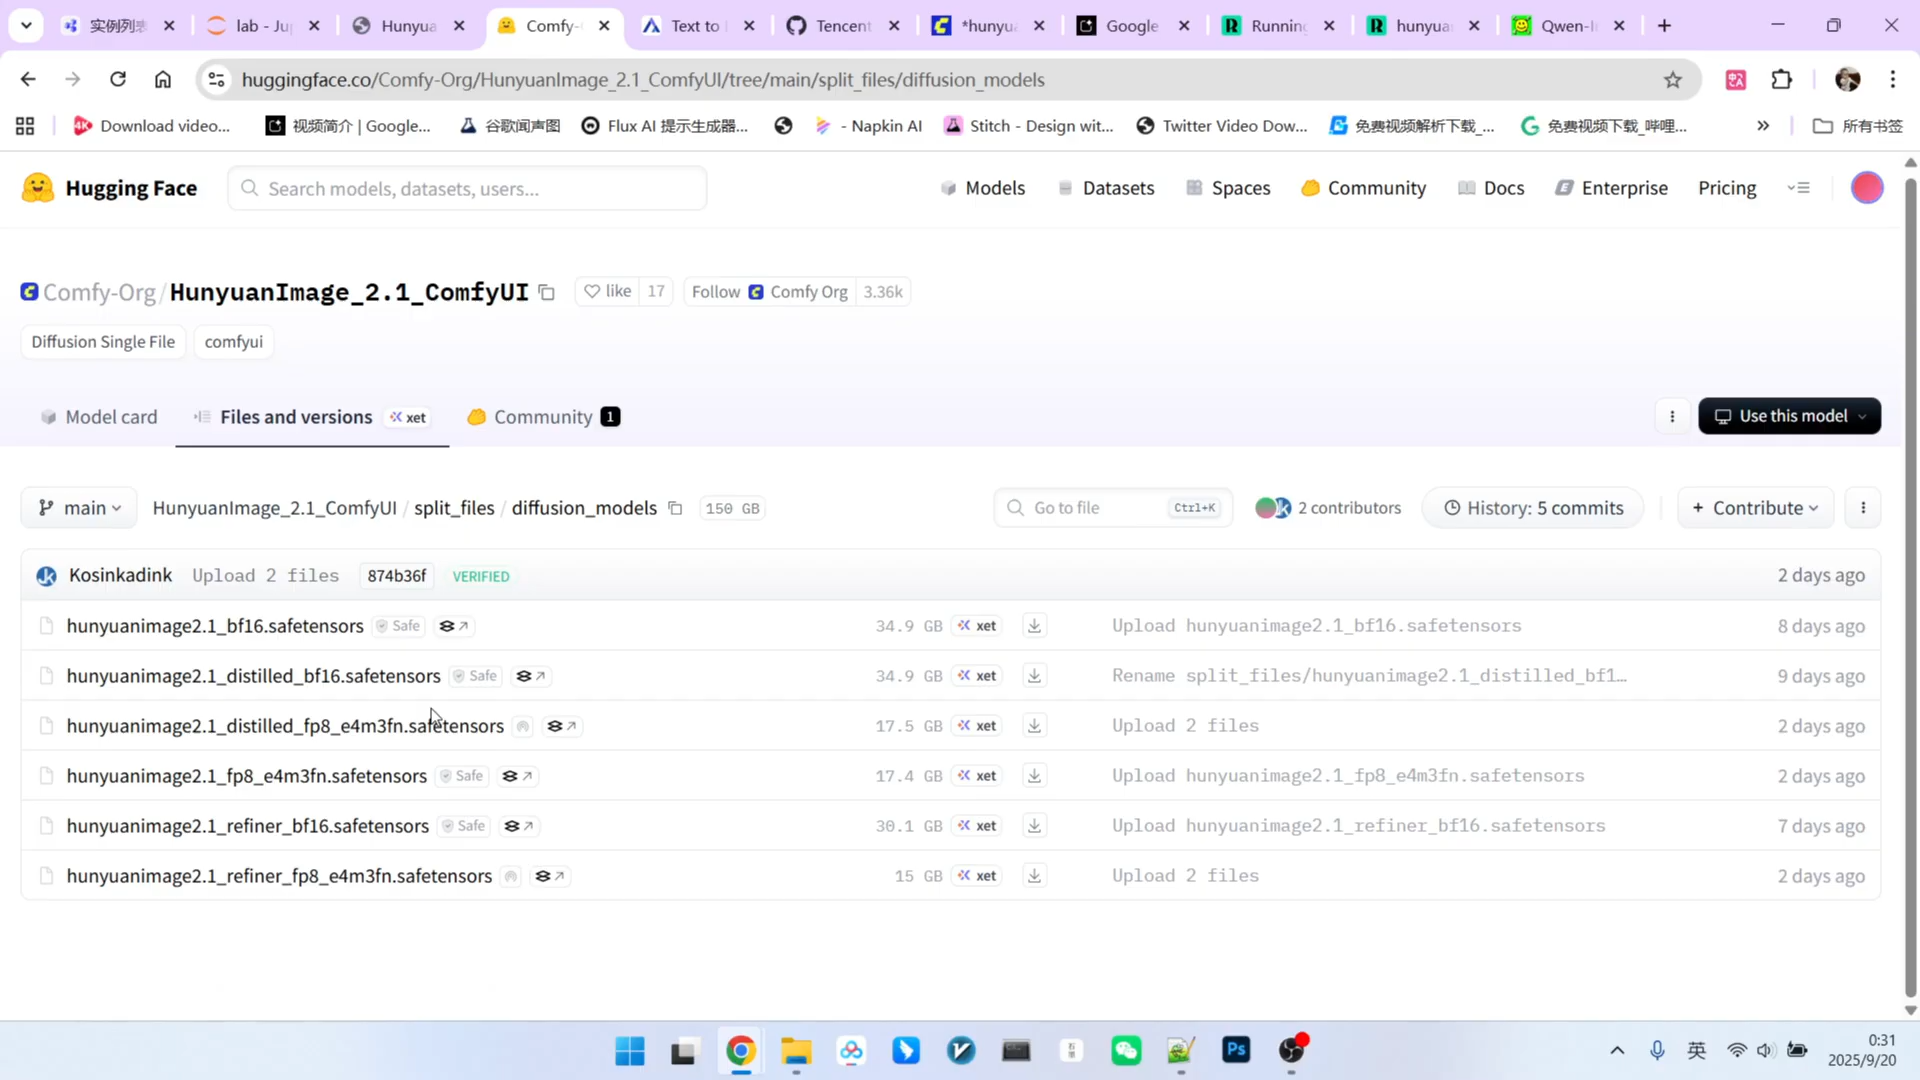 实例列表
lab - Ju
Hunyua
Comfy-
Text to
Tencent
*hunyua
Google
Running
hunyua
Qwen-I
huggingface.co/Comfy-Org/HunyuanImage_2.1_ComfyUI/tree/main/split_files/diffusion_models
Download video...
视频简介 | Google...
谷歌闻声图
Flux AI 提示生成器...
- Napkin AI
Stitch - Design wit...
Twitter Video Dow...
免费视频解析下载_...
免费视频下载_哔哩...
所有书签
Hugging Face
Search models, datasets, users...
Models
Datasets
Spaces
Community
Docs
Enterprise
Pricing
Comfy-Org/HunyuanImage_2.1_ComfyUI
like 17
Follow Comfy Org 3.36k
Diffusion Single File
comfyui
Model card
Files and versions xet
Community 1
Use this model
main
HunyuanImage_2.1_ComfyUI / split_files / diffusion_models 150 GB
Go to file Ctrl+K
2 contributors
History: 5 commits
+ Contribute
Kosinkadink Upload 2 files 874b36f VERIFIED 2 days ago
hunyuanimage2.1_bf16.safetensors Safe 34.9 GB xet Upload hunyuanimage2.1_bf16.safetensors 8 days ago
hunyuanimage2.1_distilled_bf16.safetensors Safe 34.9 GB xet Rename split_files/hunyuanimage2.1_distilled_bf1... 9 days ago
hunyuanimage2.1_distilled_fp8_e4m3fn.safetensors 17.5 GB xet Upload 2 files 2 days ago
hunyuanimage2.1_fp8_e4m3fn.safetensors Safe 17.4 GB xet Upload hunyuanimage2.1_fp8_e4m3fn.safetensors 2 days ago
hunyuanimage2.1_refiner_bf16.safetensors Safe 30.1 GB xet Upload hunyuanimage2.1_refiner_bf16.safetensors 7 days ago
hunyuanimage2.1_refiner_fp8_e4m3fn.safetensors 15 GB xet Upload 2 files 2 days ago
Ps
英
0:31
2025/9/20